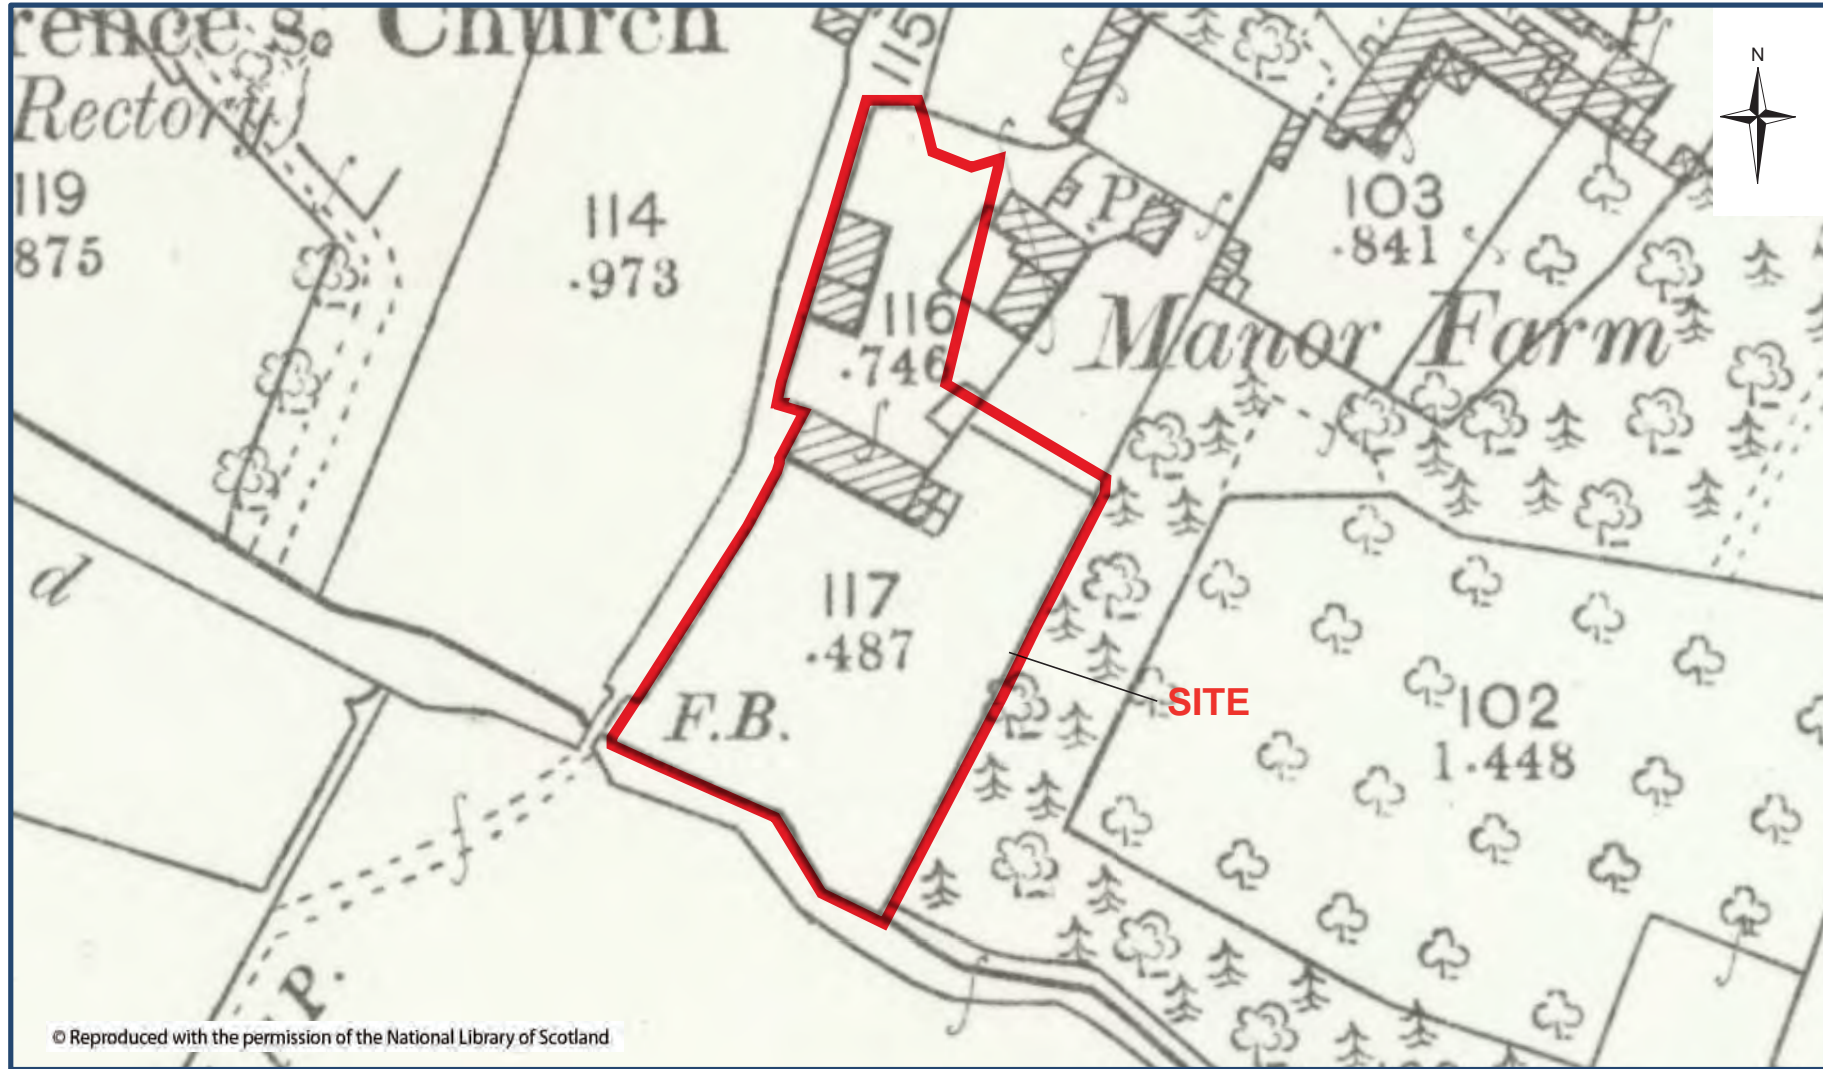 rence's. Church
115
P
N
Rectory
119
875
114
.973
P
103
.841
116
.746
Manor Farm
d
117
.487
SITE
F.B.
102
1.448
F.P.
© Reproduced with the permission of the National Library of Scotland